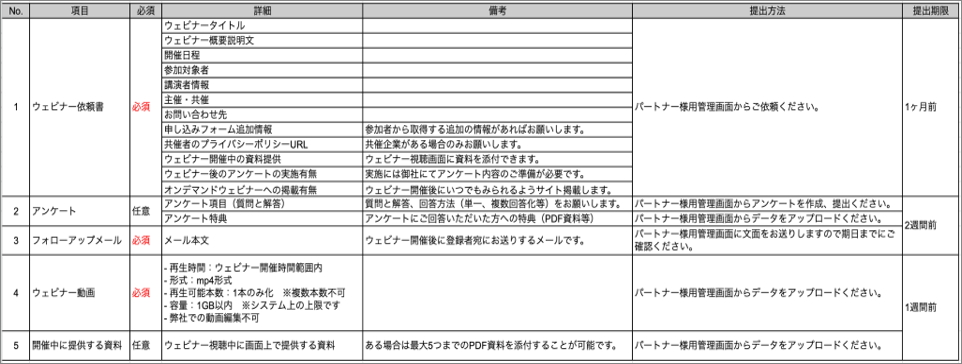 No. 項目 必須 詳細 備考 提出方法 提出期限
1 ウェビナー依頼書 必須 パートナー様用管理画面からご依頼ください。 1ヶ月前
ウェビナータイトル
ウェビナー概要説明文
開催日程
参加対象者
講演者情報
主催・共催
お問い合わせ先
申し込みフォーム追加情報 参加者から取得する追加の情報があればお願いします。
共催者のプライバシーポリシーURL 共催企業がある場合のみお願いします。
ウェビナー開催中の資料提供 ウェビナー視聴画面に資料を添付できます。
ウェビナー後のアンケートの実施有無 実施には御社にてアンケート内容のご準備が必要です。
オンデマンドウェビナーへの掲載有無 ウェビナー開催後にいつでもみられるようサイト掲載します。
2 アンケート 任意 2週間前
アンケート項目(質問と解答) 質問と解答、回答方法(単一、複数回答化等)をお願いします。 パートナー様用管理画面からアンケートを作成、提出ください。
アンケート特典 アンケートにご回答いただいた方への特典(PDF資料等) パートナー様用管理画面からデータをアップロードください。
3 フォローアップメール 必須 メール本文 ウェビナー開催後に登録者宛にお送りするメールです。 パートナー様用管理画面に文面をお送りしますので期日までにご
確認ください。
4 ウェビナー動画 必須 パートナー様用管理画面からデータをアップロードください。 1週間前
- 再生時間:ウェビナー開催時間範囲内
- 形式:mp4形式
- 再生可能本数:1本のみ化 ※複数本数不可
- 容量:1GB以内 ※システム上の上限です
- 弊社での動画編集不可
5 開催中に提供する資料 任意 ウェビナー視聴中に画面上で提供する資料 ある場合は最大5つまでのPDF資料を添付することが可能です。 パートナー様用管理画面からデータをアップロードください。